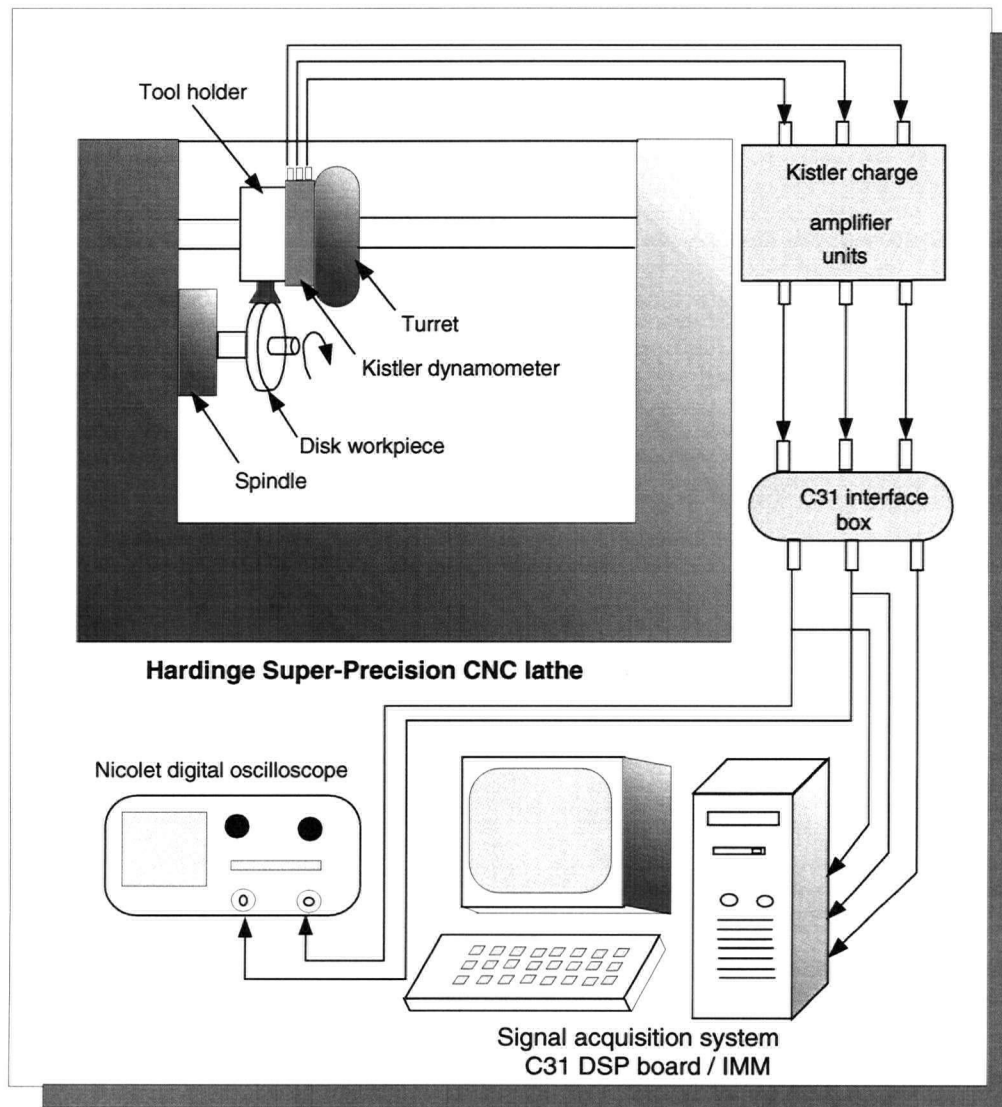 Tool holder
Kistler charge
amplifier
units
Turret
Kistler dynamometer
Disk workpiece
Spindle
C31 interface
box
Hardinge Super-Precision CNC lathe
Nicolet digital oscilloscope
Signal acquisition system
C31 DSP board / IMM